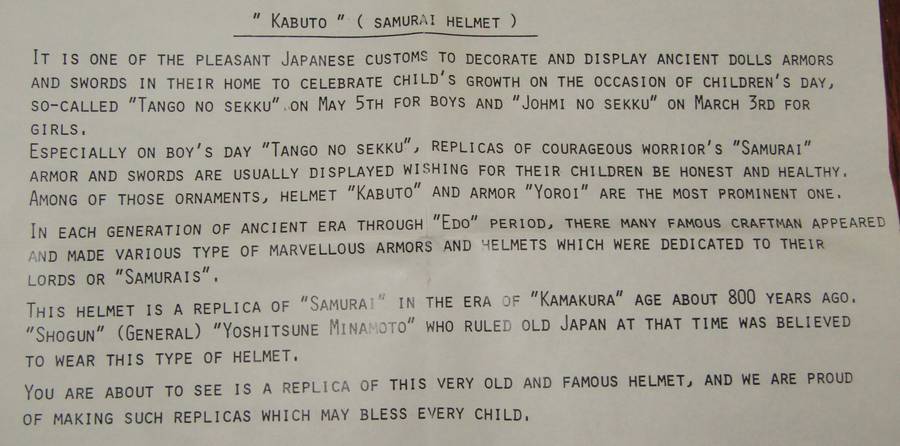 " KABUTO " ( SAMURAI HELMET )
IT IS ONE OF THE PLEASANT JAPANESE CUSTOMS TO DECORATE AND DISPLAY ANCIENT DOLLS ARMORS
AND SWORDS IN THEIR HOME TO CELEBRATE CHILD'S GROWTH ON THE OCCASION OF CHILDREN'S DAY,
SO-CALLED "TANGO NO SEKKU" ON MAY 5TH FOR BOYS AND "JOHMI NO SEKKU" ON MARCH 3RD FOR
GIRLS.
ESPECIALLY ON BOY'S DAY "TANGO NO SEKKU", REPLICAS OF COURAGEOUS WORRIOR'S "SAMURAI"
ARMOR AND SWORDS ARE USUALLY DISPLAYED WISHING FOR THEIR CHILDREN BE HONEST AND HEALTHY.
AMONG OF THOSE ORNAMENTS, HELMET "KABUTO" AND ARMOR "YOROI" ARE THE MOST PROMINENT ONE.
IN EACH GENERATION OF ANCIENT ERA THROUGH "EDO" PERIOD, THERE MANY FAMOUS CRAFTMAN APPEARED
AND MADE VARIOUS TYPE OF MARVELLOUS ARMORS AND HELMETS WHICH WERE DEDICATED TO THEIR
LORDS OR "SAMURAIS".
THIS HELMET IS A REPLICA OF "SAMURAI" IN THE ERA OF "KAMAKURA" AGE ABOUT 800 YEARS AGO.
"SHOGUN" (GENERAL) "YOSHITSUNE MINAMOTO" WHO RULED OLD JAPAN AT THAT TIME WAS BELIEVED
TO WEAR THIS TYPE OF HELMET.
YOU ARE ABOUT TO SEE IS A REPLICA OF THIS VERY OLD AND FAMOUS HELMET, AND WE ARE PROUD
OF MAKING SUCH REPLICAS WHICH MAY BLESS EVERY CHILD.